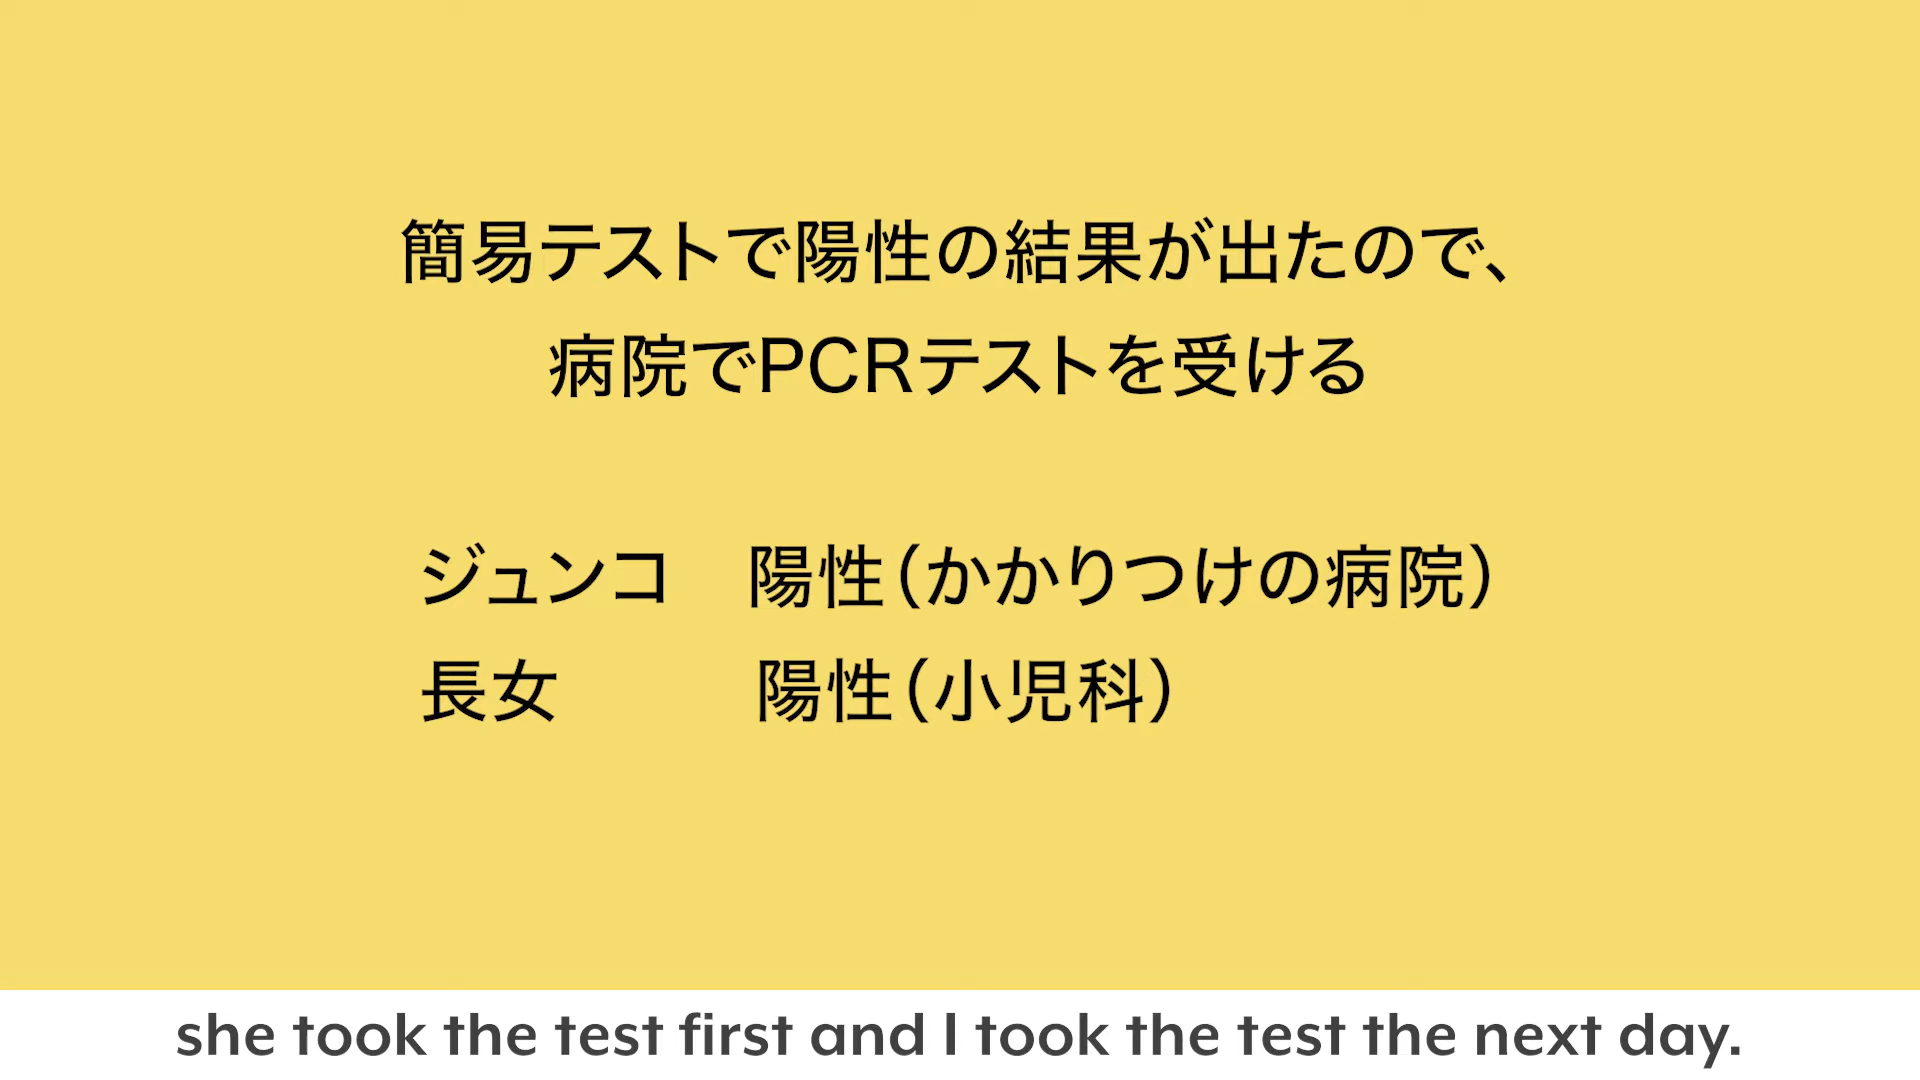 簡易テストで陽性の結果が出たので、
病院でPCRテストを受ける
ジュンコ　陽性（かかりつけの病院）
長女　陽性（小児科）
she took the test first and I took the test the next day.